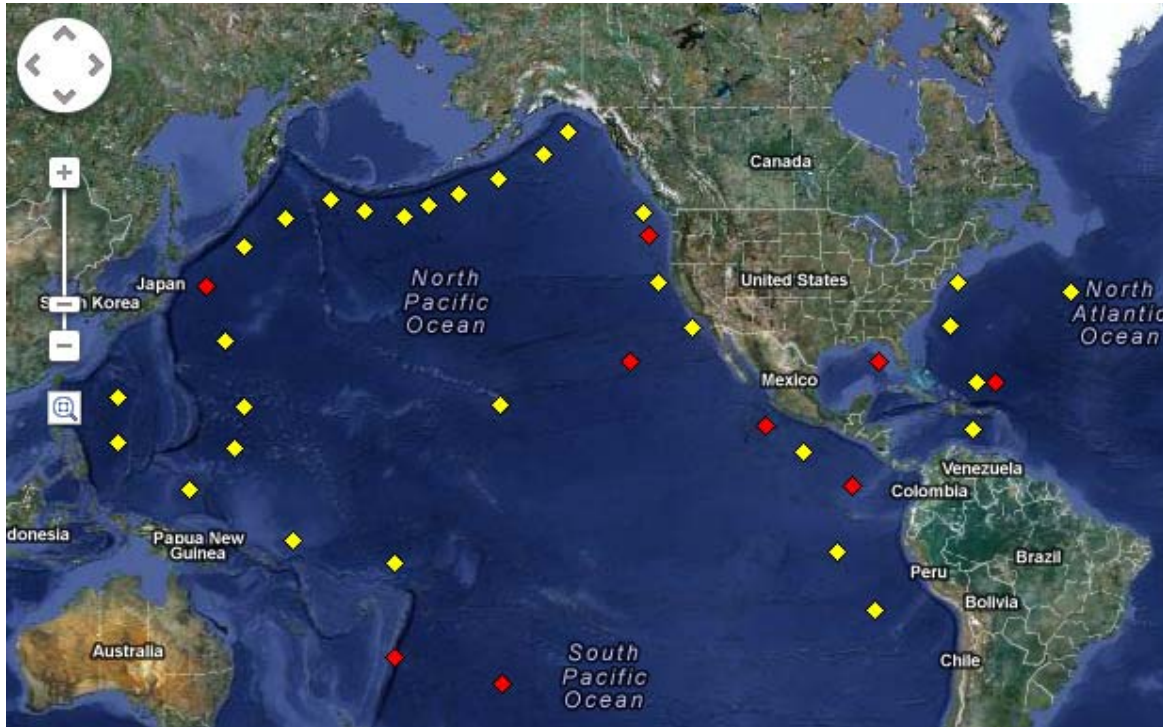 Canada
Japan
North
Pacific
Ocean
United States
North
Atlantic
Ocean
Korea
Mexico
Venezuela
Colombia
donesia
Papua New
Guinea
Brazil
Peru
Bolivia
Australia
South
Pacific
Ocean
Chile